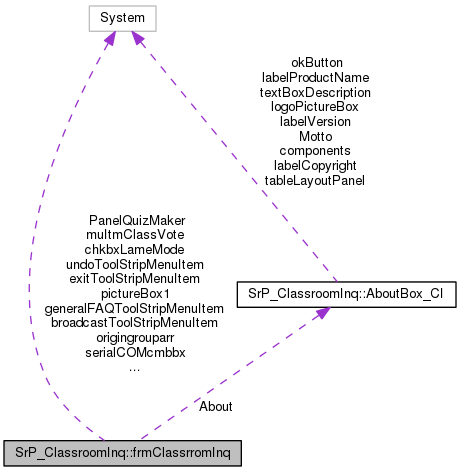 System
okButton
labelProductName
textBoxDescription
logoPictureBox
labelVersion
Motto
components
labelCopyright
tableLayoutPanel
PanelQuizMaker
multmClassVote
chkbxLameMode
undoToolStripMenuItem
exitToolStripMenuItem
pictureBox1
generalFAQToolStripMenuItem
broadcastToolStripMenuItem
origingrouparr
serialCOMcmbbx
...
SrP_ClassroomInq::AboutBox_CI
About
SrP_ClassroomInq::frmClassrromInq